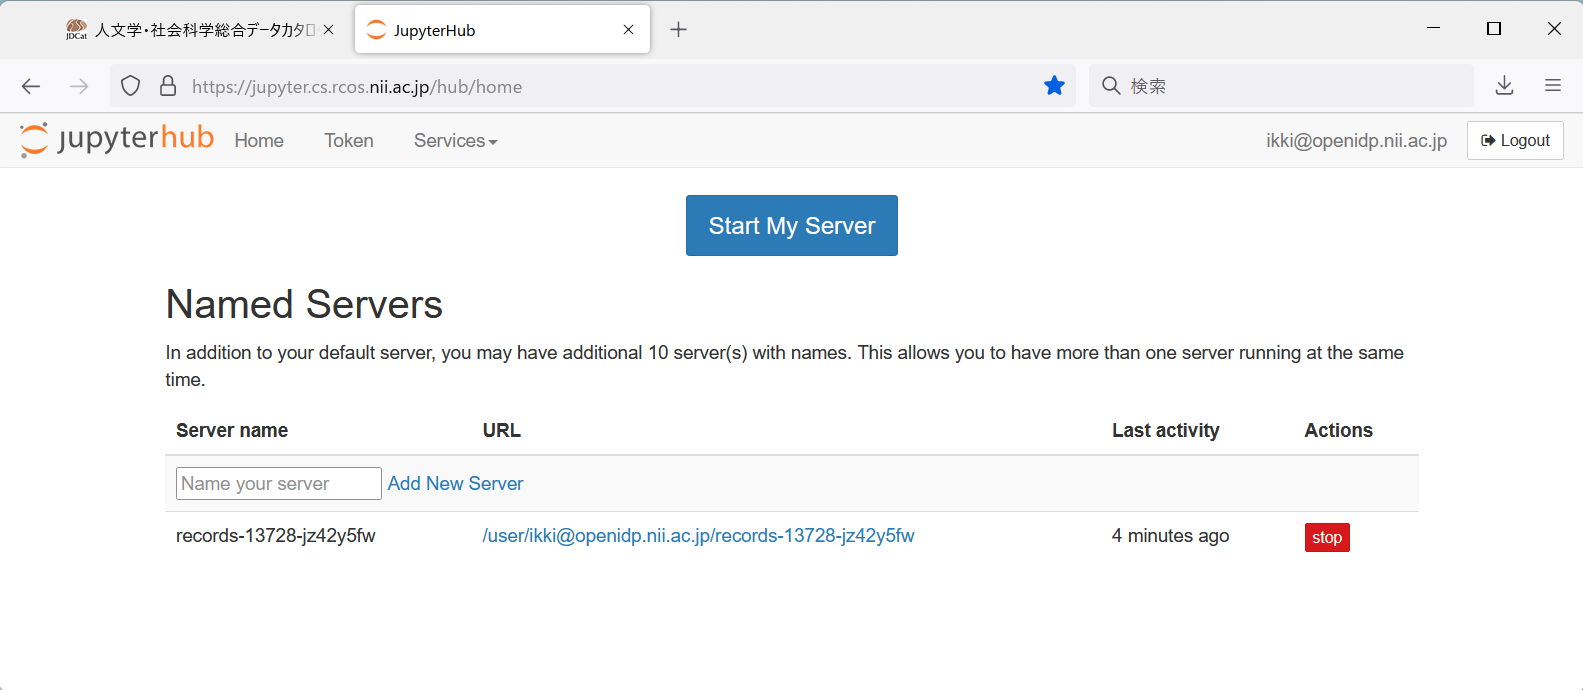 JDCat
人文学・社会科学総合データカタロ
JupyterHub
https://jupyter.cs.rcos.nii.ac.jp/hub/home
検索
jupyterhub
Home
Token
Services
ikki@openidp.nii.ac.jp
Logout
Start My Server
Named Servers
In addition to your default server, you may have additional 10 server(s) with names. This allows you to have more than one server running at the same
time.
Server name
URL
Last activity
Actions
Name your server
Add New Server
records-13728-jz42y5fw
/user/ikki@openidp.nii.ac.jp/records-13728-jz42y5fw
4 minutes ago
stop